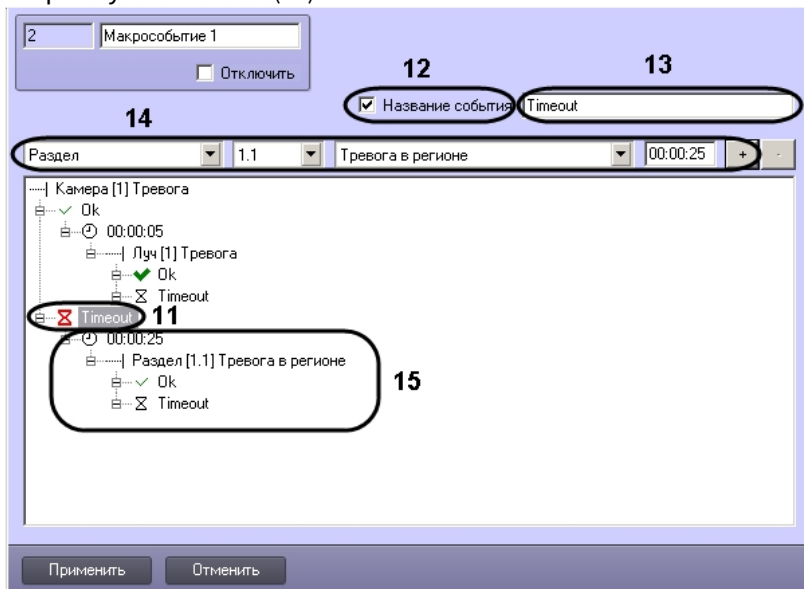 2 Макрособытие 1
Отключить
12 13
Название события Timeout
14
Раздел 1.1 Тревога в регионе 00:00:25 + -
Камера [1] Тревога
Ok
00:00:05
Луч [1] Тревога
Ok
Timeout
Timeout 11
00:00:25
Раздел [1.1] Тревога в регионе
Ok 15
Timeout
Применить Отменить